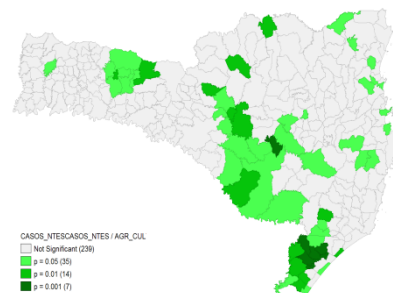 CASOS_NTESCASOS_NTES / AGR_CUL
Not Significant (239)
p = 0.05 (35)
p = 0.01 (14)
p = 0.001 (7)